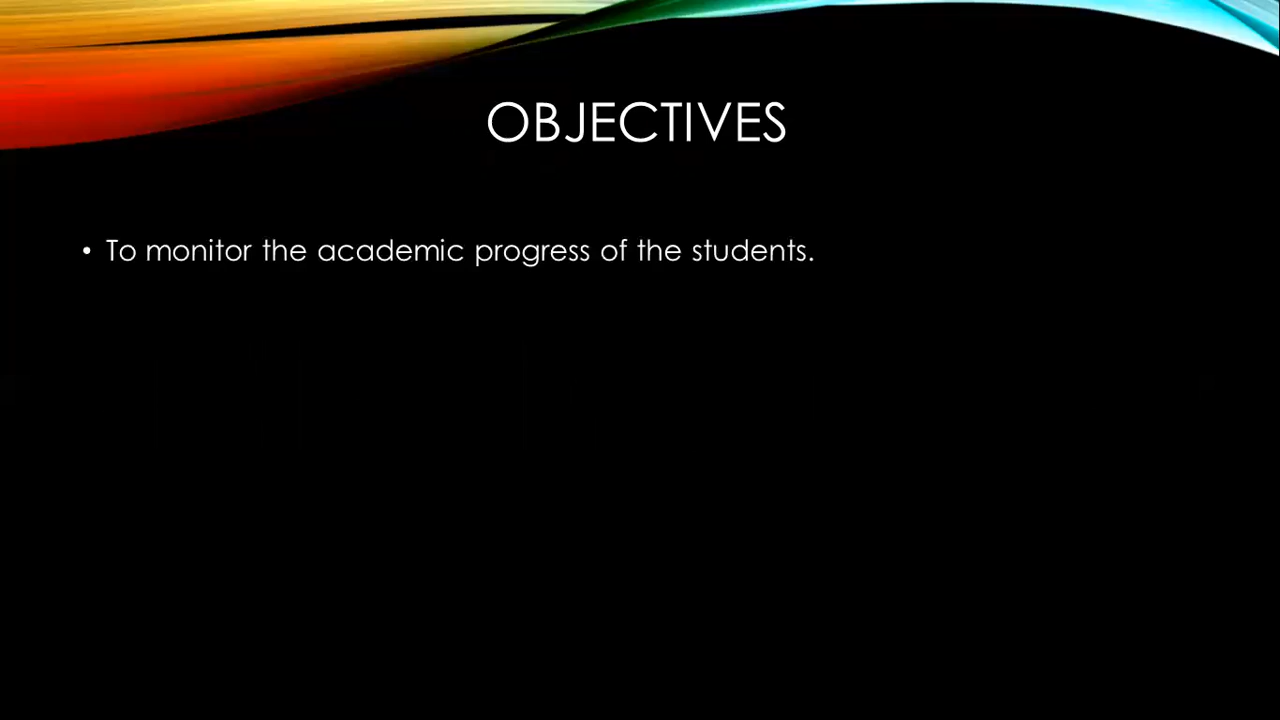 OBJECTIVES
• To monitor the academic progress of the students.